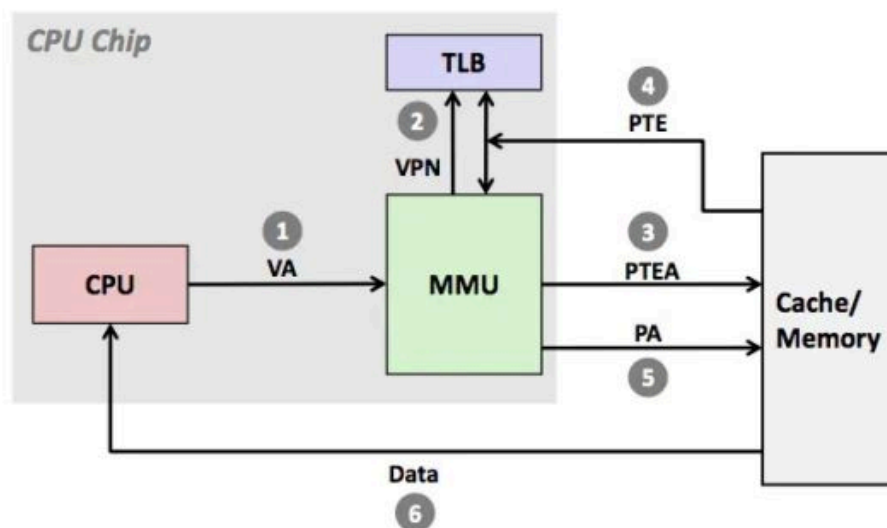 CPU Chip
TLB
4
PTE
2
VPN
1
VA
3
PTEA
CPU
MMU
Cache/
Memory
PA
5
Data
6